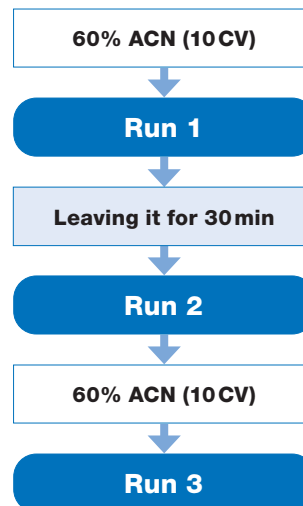 60% ACN (10 CV)
Run 1
Leaving it for 30 min
Run 2
60% ACN (10 CV)
Run 3